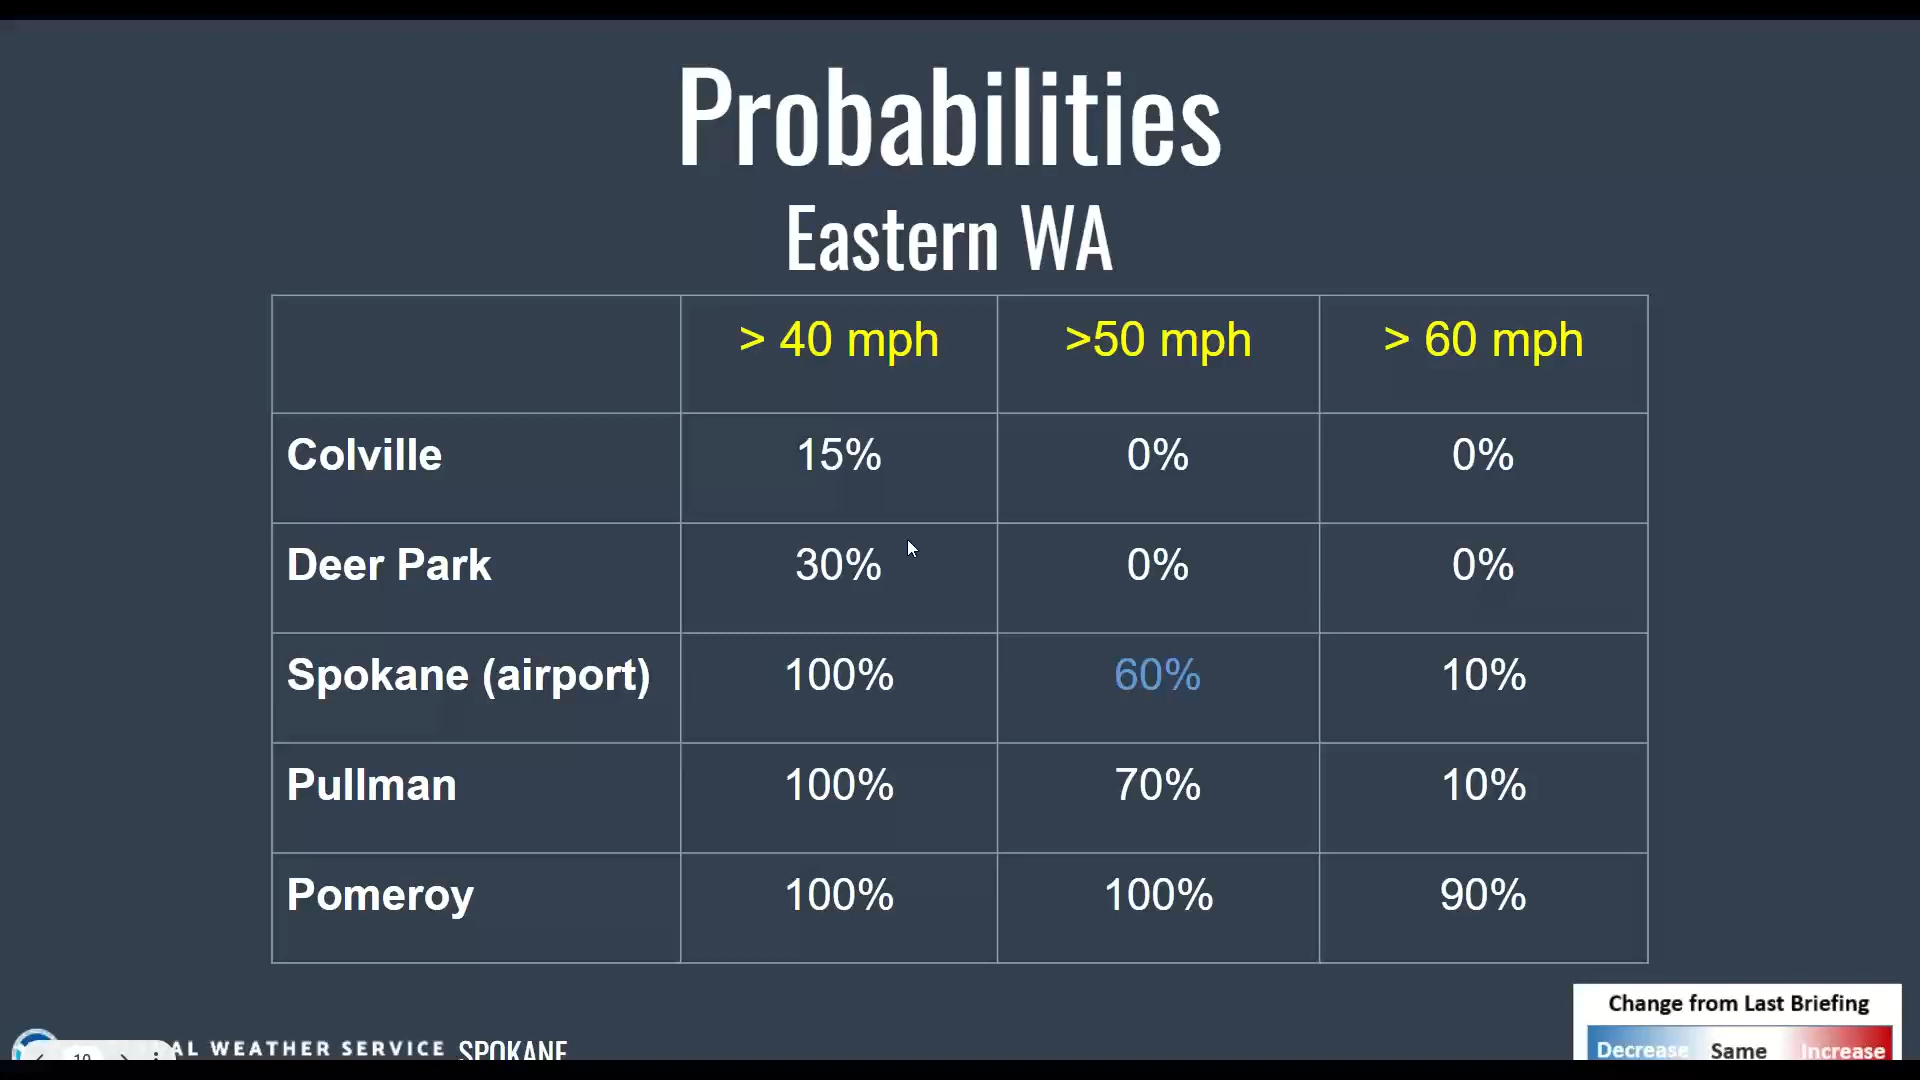 Probabilities
Eastern WA
> 40 mph >50 mph > 60 mph
Colville 15% 0% 0%
Deer Park 30% 0% 0%
Spokane (airport) 100% 60% 10%
Pullman 100% 70% 10%
Pomeroy 100% 100% 90%
Change from Last Briefing
AL WEATHER SERVICE SPOKANE
Decrease Same Increase